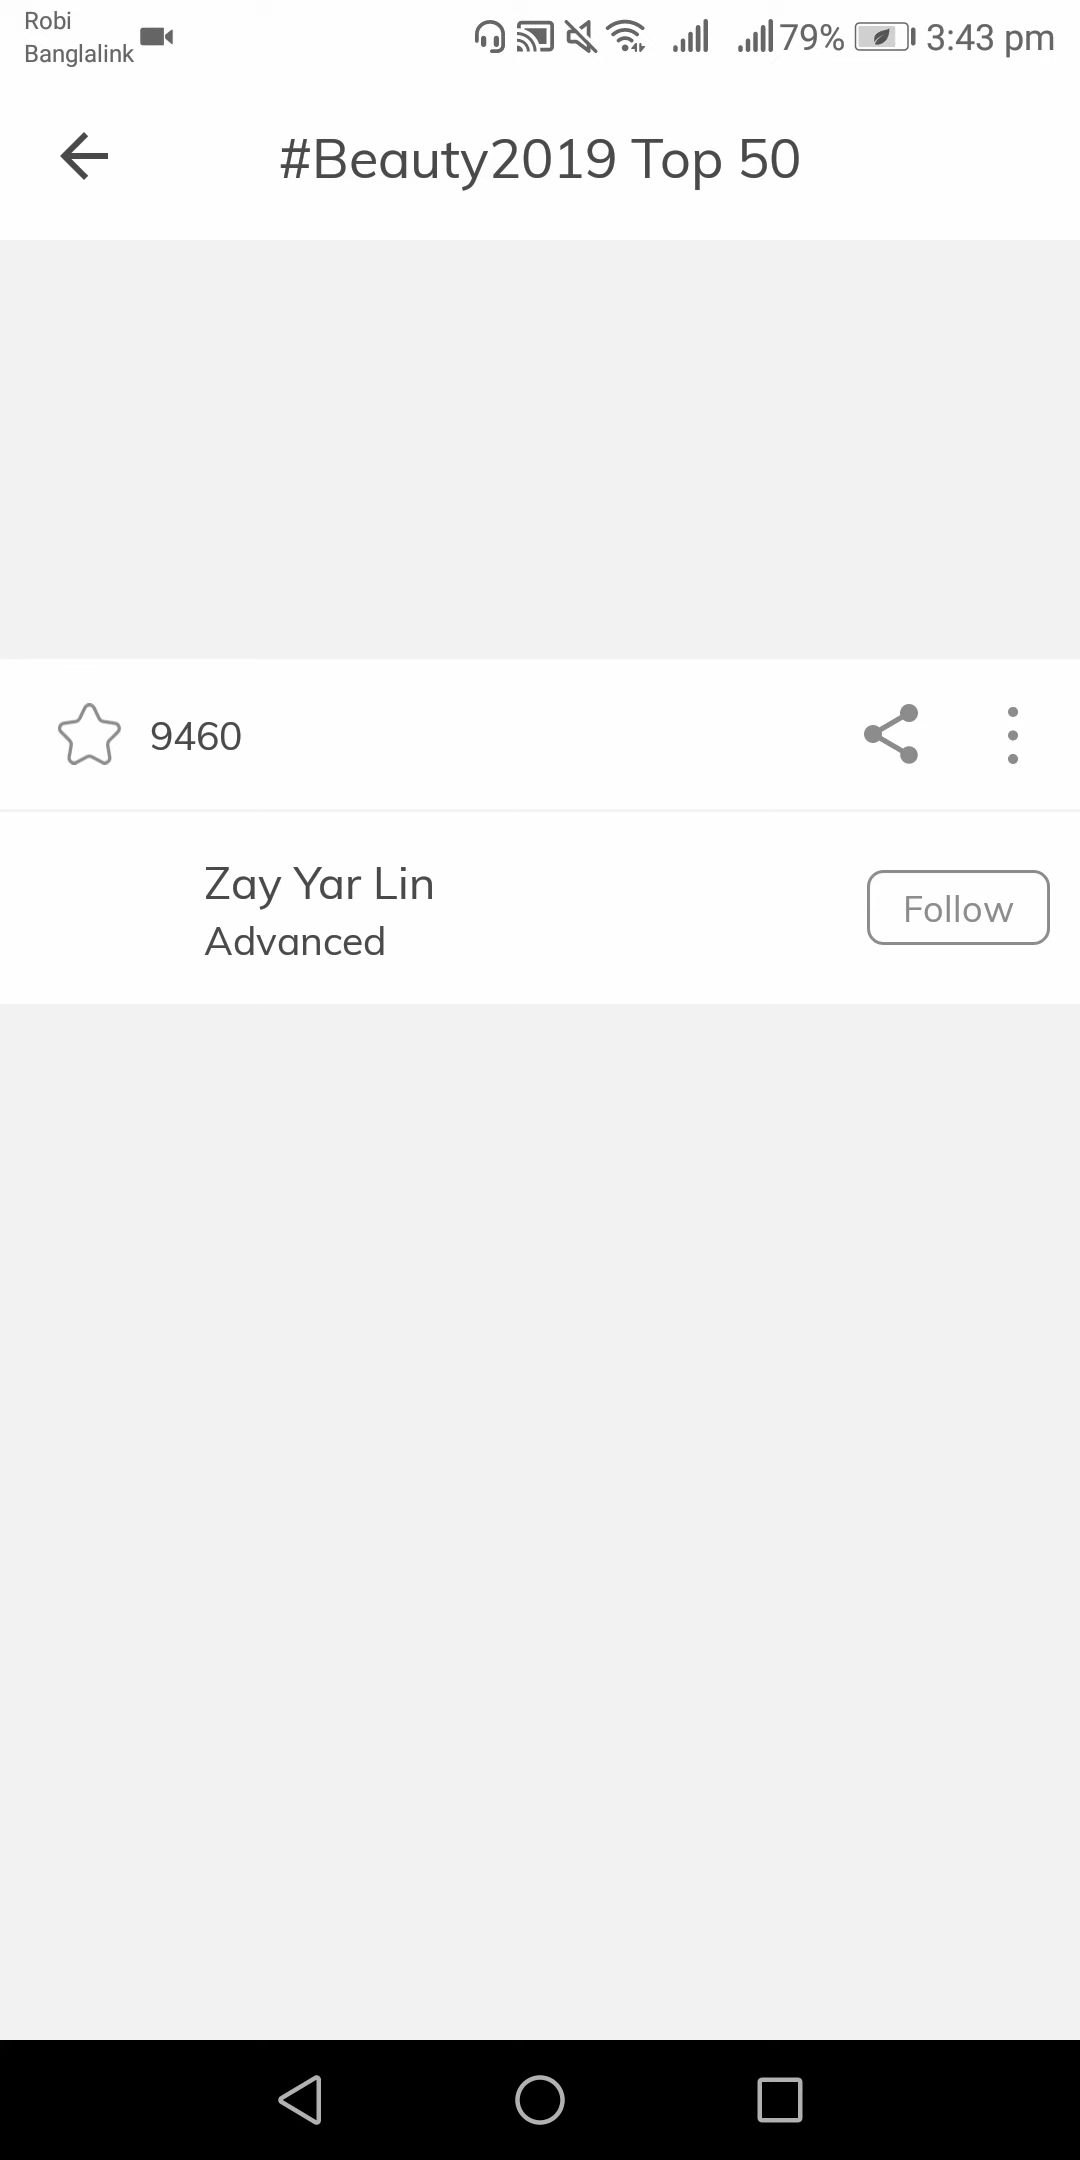 Robi
Banglalink
79% 3:43 pm
#Beauty2019 Top 50
9460
Zay Yar Lin
Advanced
Follow